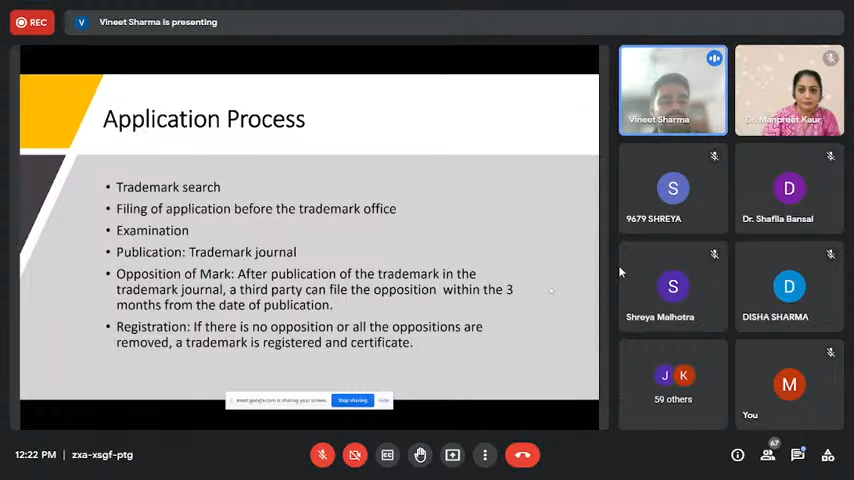 REC
V
Vineet Sharma is presenting
Application Process
• Trademark search
• Filing of application before the trademark office
• Examination
• Publication: Trademark journal
• Opposition of Mark: After publication of the trademark in the
trademark journal, a third party can file the opposition within the 3
months from the date of publication.
• Registration: If there is no opposition or all the oppositions are
removed, a trademark is registered and certificate.
meet.google.com is sharing your screen.
Stop sharing
Hide
Vineet Sharma
Dr. Manpreet Kaur
S
9679 SHREYA
D
Dr. Shafila Bansal
S
Shreya Malhotra
D
DISHA SHARMA
J K
59 others
M
You
12:22 PM | zxa-xsgf-ptg
CC
67